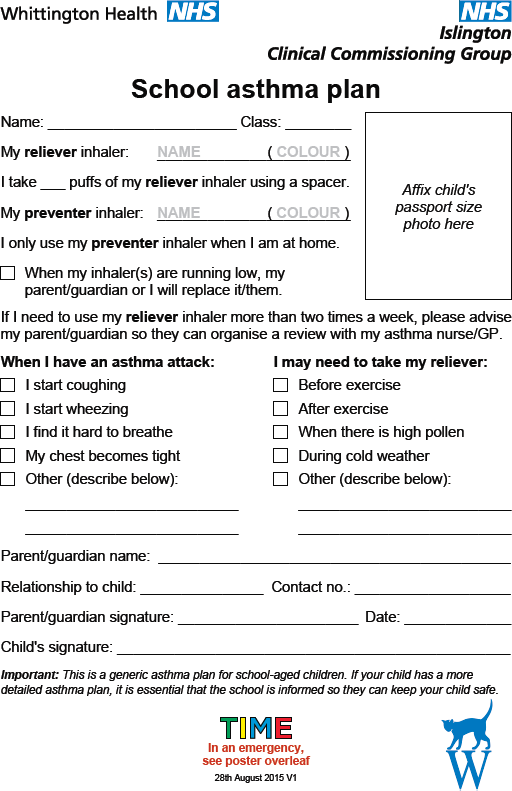 Whittington Health NHS
NHS
Islington
Clinical Commissioning Group
School asthma plan
Name: _______________________ Class: ________
My reliever inhaler: NAME ( COLOUR )
I take ___ puffs of my reliever inhaler using a spacer.
My preventer inhaler: NAME ( COLOUR )
I only use my preventer inhaler when I am at home.
When my inhaler(s) are running low, my
parent/guardian or I will replace it/them.
Affix child's
passport size
photo here
If I need to use my reliever inhaler more than two times a week, please advise
my parent/guardian so they can organise a review with my asthma nurse/GP.
When I have an asthma attack:
I start coughing
I start wheezing
I find it hard to breathe
My chest becomes tight
Other (describe below):
I may need to take my reliever:
Before exercise
After exercise
When there is high pollen
During cold weather
Other (describe below):
Parent/guardian name: ___________________________________________
Relationship to child: _______________ Contact no.: ___________________
Parent/guardian signature: ______________________ Date: _____________
Child's signature: ________________________________________________
Important: This is a generic asthma plan for school-aged children. If your child has a more
detailed asthma plan, it is essential that the school is informed so they can keep your child safe.
TIME
In an emergency,
see poster overleaf
28th August 2015 V1
W